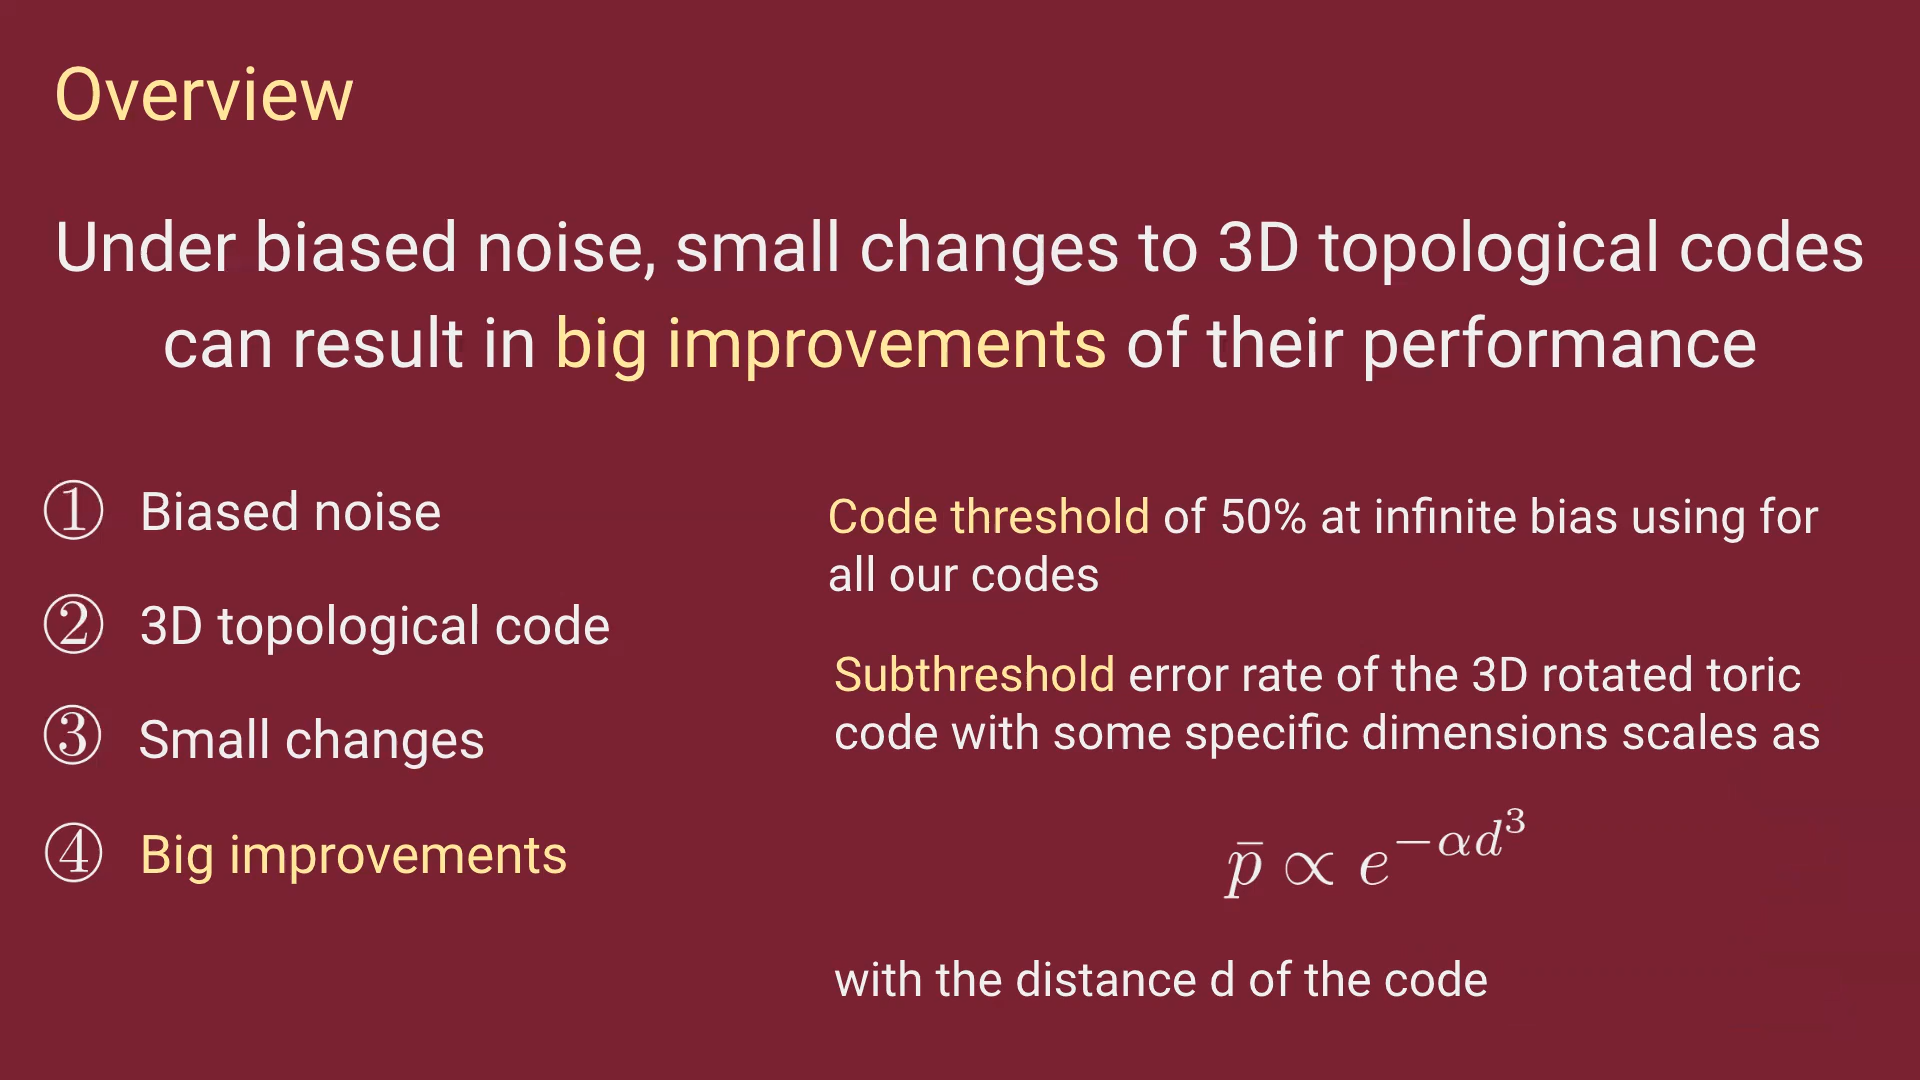 Overview
Under biased noise, small changes to 3D topological codes
can result in big improvements of their performance
① Biased noise
② 3D topological code
③ Small changes
④ Big improvements
Code threshold of 50% at infinite bias using for
all our codes
Subthreshold error rate of the 3D rotated toric
code with some specific dimensions scales as
$\bar{p} \propto e^{-\alpha d^3}$
with the distance d of the code